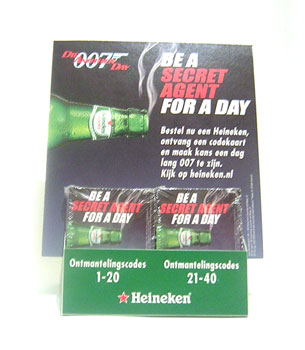 DIE ANOTHER DAY
007
BE A
SECRET
AGENT
FOR A DAY
Bestel nu een Heineken,
ontvang een codekaart
en maak kans een dag
lang 007 te zijn.
Kijk op heineken.nl
BE A
SECRET AGENT
FOR A DAY
BE A
SECRET AGENT
FOR A DAY
Ontmantelingscodes
1-20
Ontmantelingscodes
21-40
Heineken